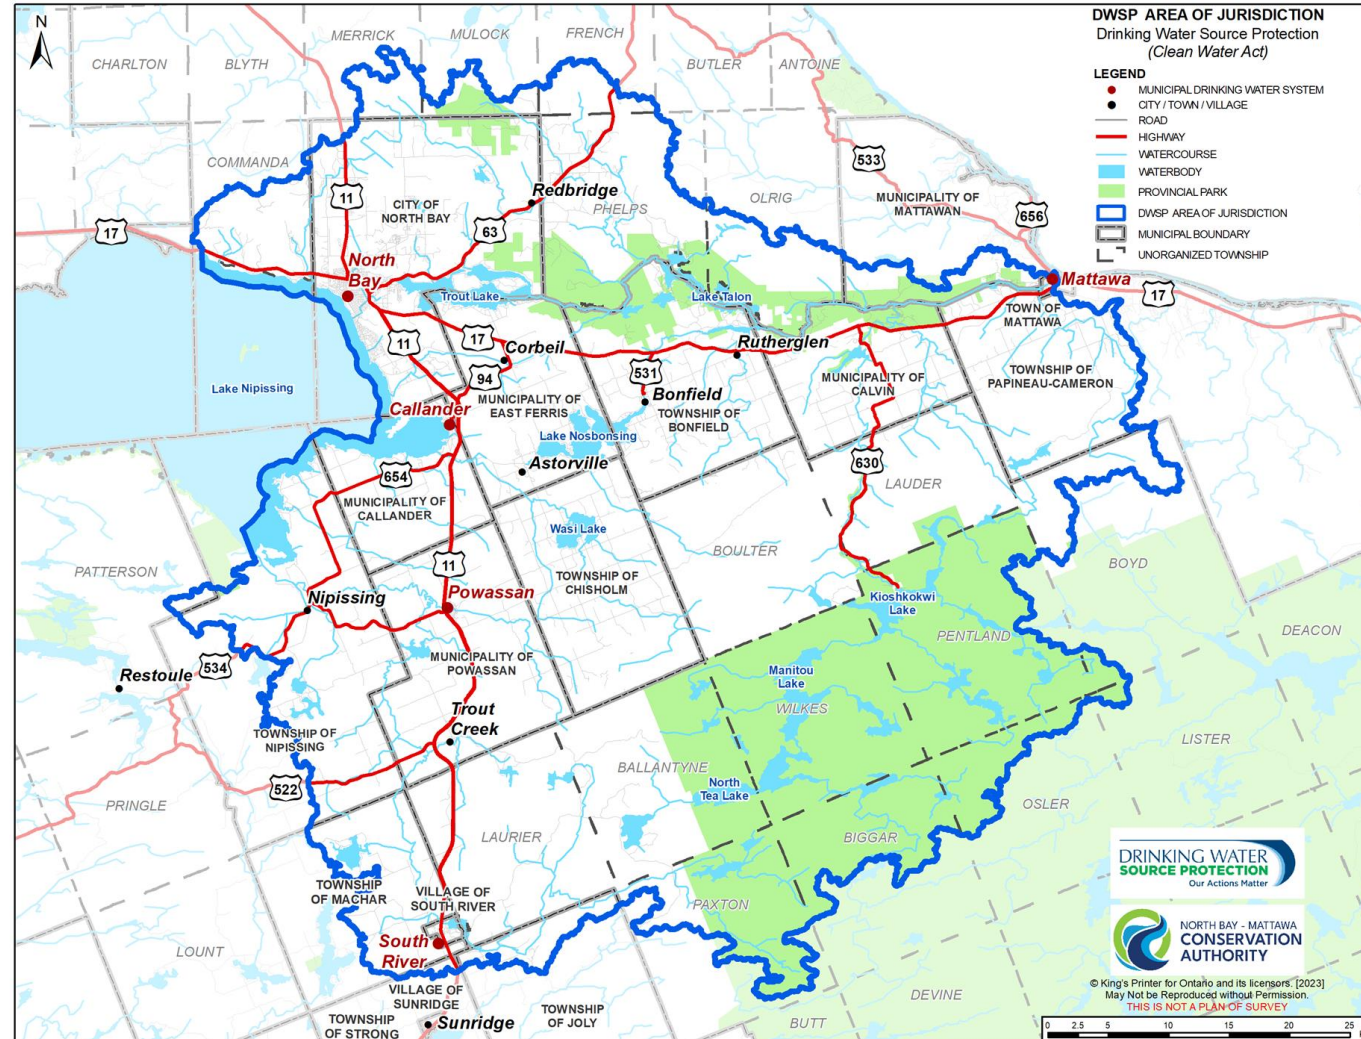 DWSP AREA OF JURISDICTION
Drinking Water Source Protection
(Clean Water Act)
LEGEND
MUNICIPAL DRINKING WATER SYSTEM
CITY / TOWN / VILLAGE
ROAD
HIGHWAY
WATERCOURSE
WATERBODY
PROVINCIAL PARK
DWSP AREA OF JURISDICTION
MUNICIPAL BOUNDARY
UNORGANIZED TOWNSHIP
N
MERRICK
MULOCK
FRENCH
CHARLTON
BLYTH
BUTLER
ANTOINE
COMMANDA
533
11
Redbridge
OLRIG
MUNICIPALITY OF
MATTAWAN
CITY OF
NORTH BAY
PHELPS
656
17
63
North
Bay
Mattawa
Trout Lake
Lake Talon
17
TOWN OF
MATTAWA
11
17
Corbeil
Rutherglen
94
531
Lake Nipissing
MUNICIPALITY OF
CALVIN
TOWNSHIP OF
PAPINEAU-CAMERON
Bonfield
Callander
MUNICIPALITY OF
EAST FERRIS
TOWNSHIP OF
BONFIELD
Lake Nosbonsing
Astorville
654
630
MUNICIPALITY OF
CALLANDER
LAUDER
Wasi Lake
BOULTER
PATTERSON
11
TOWNSHIP OF
CHISHOLM
BOYD
Nipissing
Powassan
Kioshkokwi
Lake
DEACON
PENTLAND
534
Restoule
MUNICIPALITY OF
POWASSAN
Manitou
Lake
WILKES
Trout
Creek
TOWNSHIP OF
NIPISSING
LISTER
BALLANTYNE
522
North
Tea Lake
PRINGLE
OSLER
LAURIER
BIGGAR
TOWNSHIP
OF MACHAR
VILLAGE OF
SOUTH RIVER
PAXTON
South
River
LOUNT
VILLAGE OF
SUNRIDGE
DEVINE
TOWNSHIP
OF STRONG
Sunridge
TOWNSHIP
OF JOLY
BUTT
DRINKING WATER
SOURCE PROTECTION
Our Actions Matter
NORTH BAY - MATTAWA
CONSERVATION
AUTHORITY
© King's Printer for Ontario and its licensors. [2023]
May Not be Reproduced without Permission.
THIS IS NOT A PLAN OF SURVEY
0 2.5 5 10 15 20 25